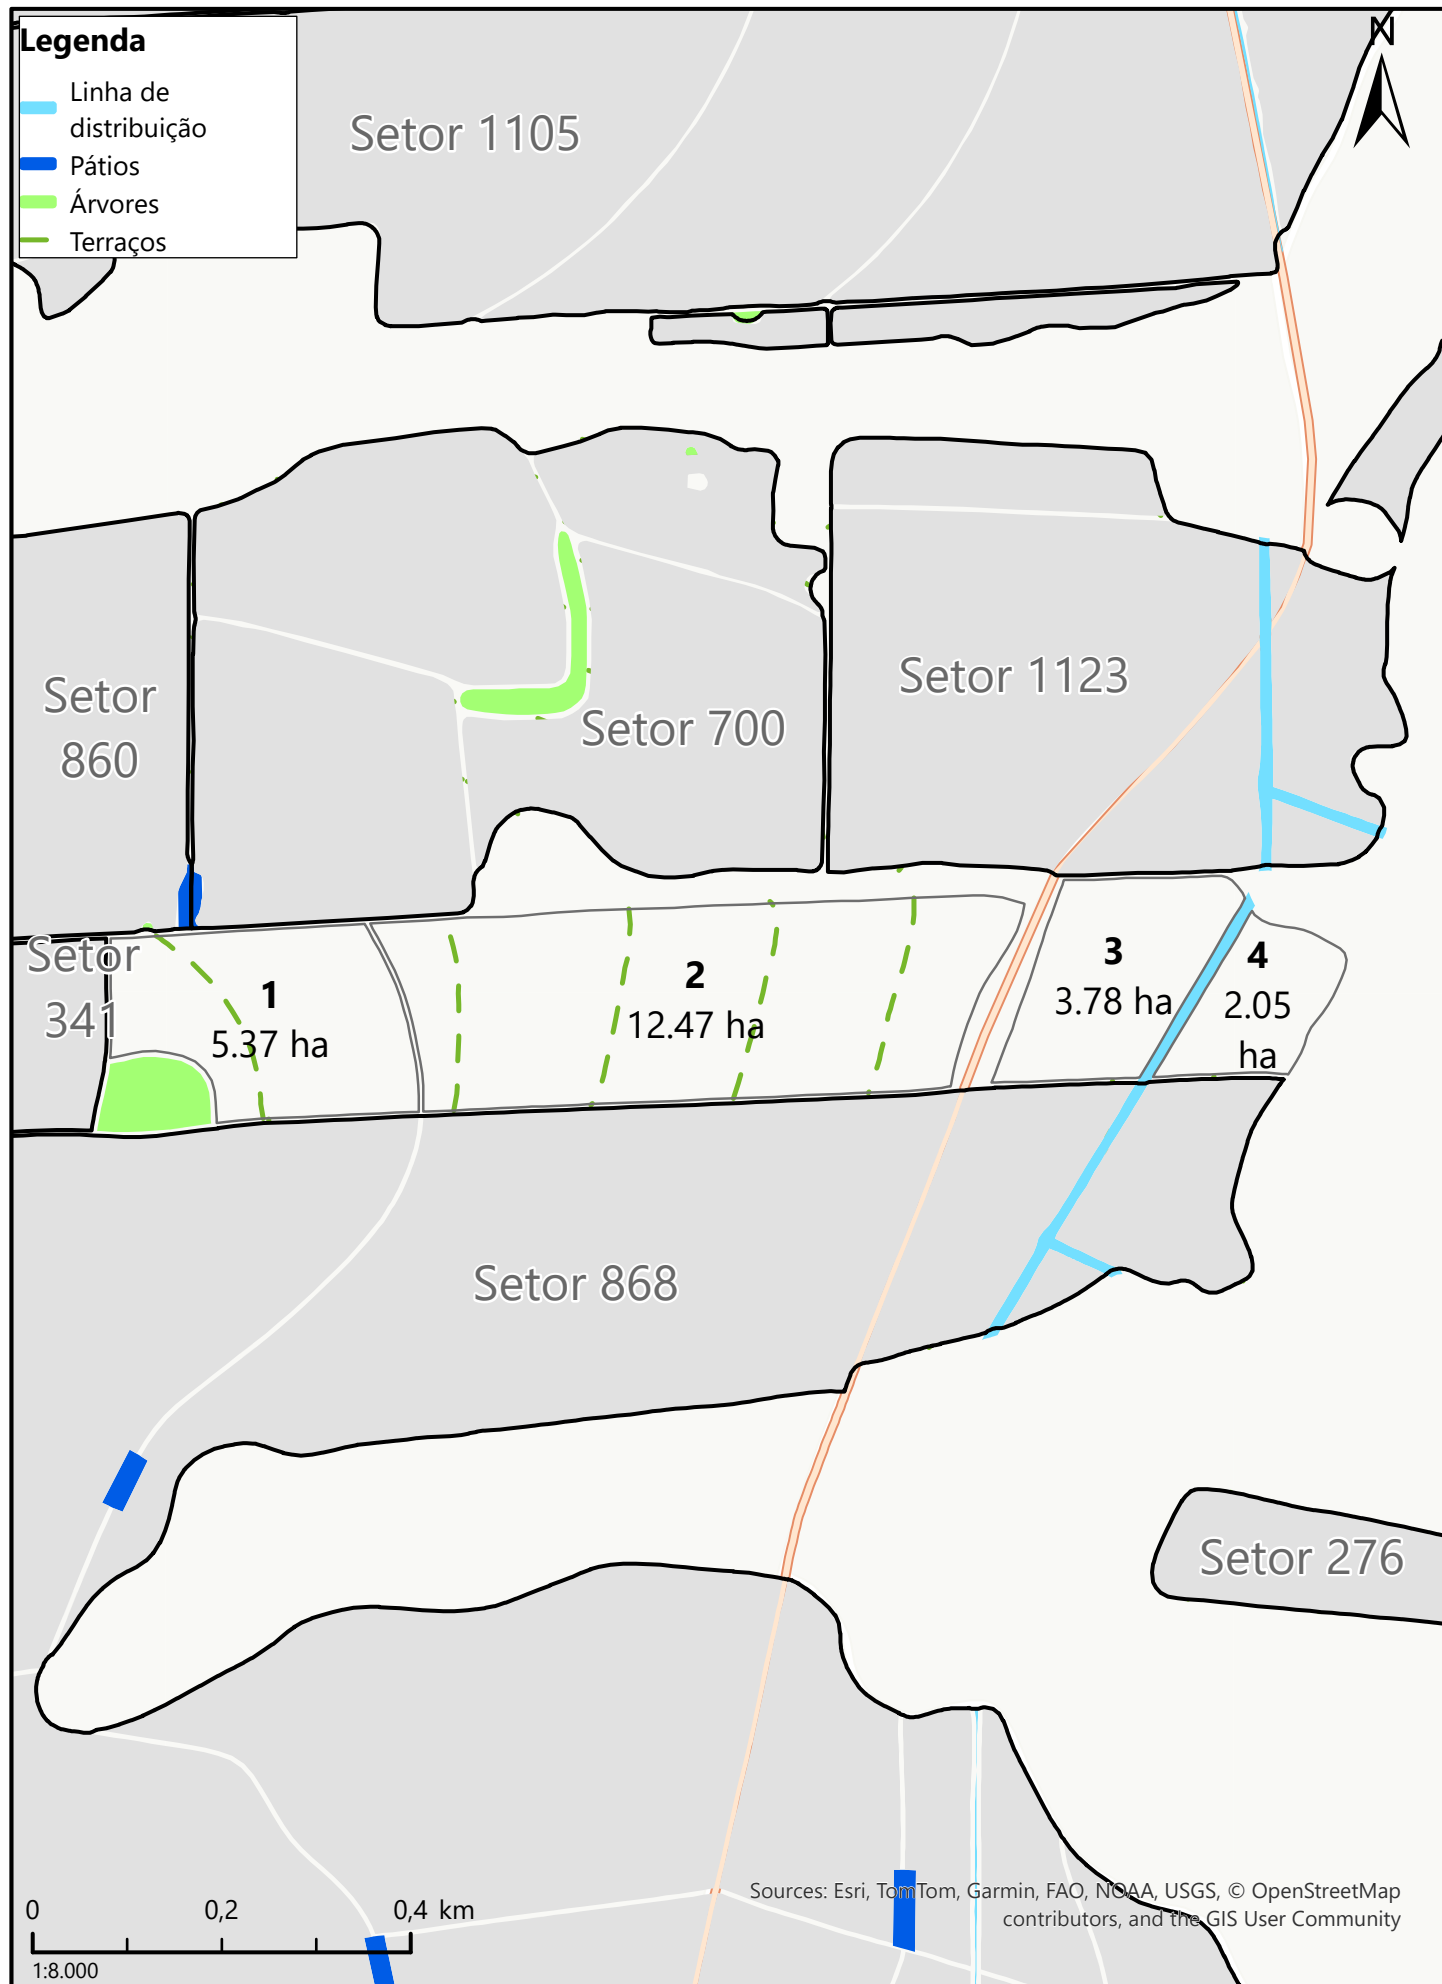 Legenda
Linha de
distribuição
Pátios
Árvores
Terraços
N
Setor 1105
Setor
860
Setor 700
Setor 1123
Setor
341
1
5.37 ha
2
12.47 ha
3
3.78 ha
4
2.05
ha
Setor 868
Setor 276
0 0,2 0,4 km
1:8.000
Sources: Esri, TomTom, Garmin, FAO, NOAA, USGS, © OpenStreetMap
contributors, and the GIS User Community